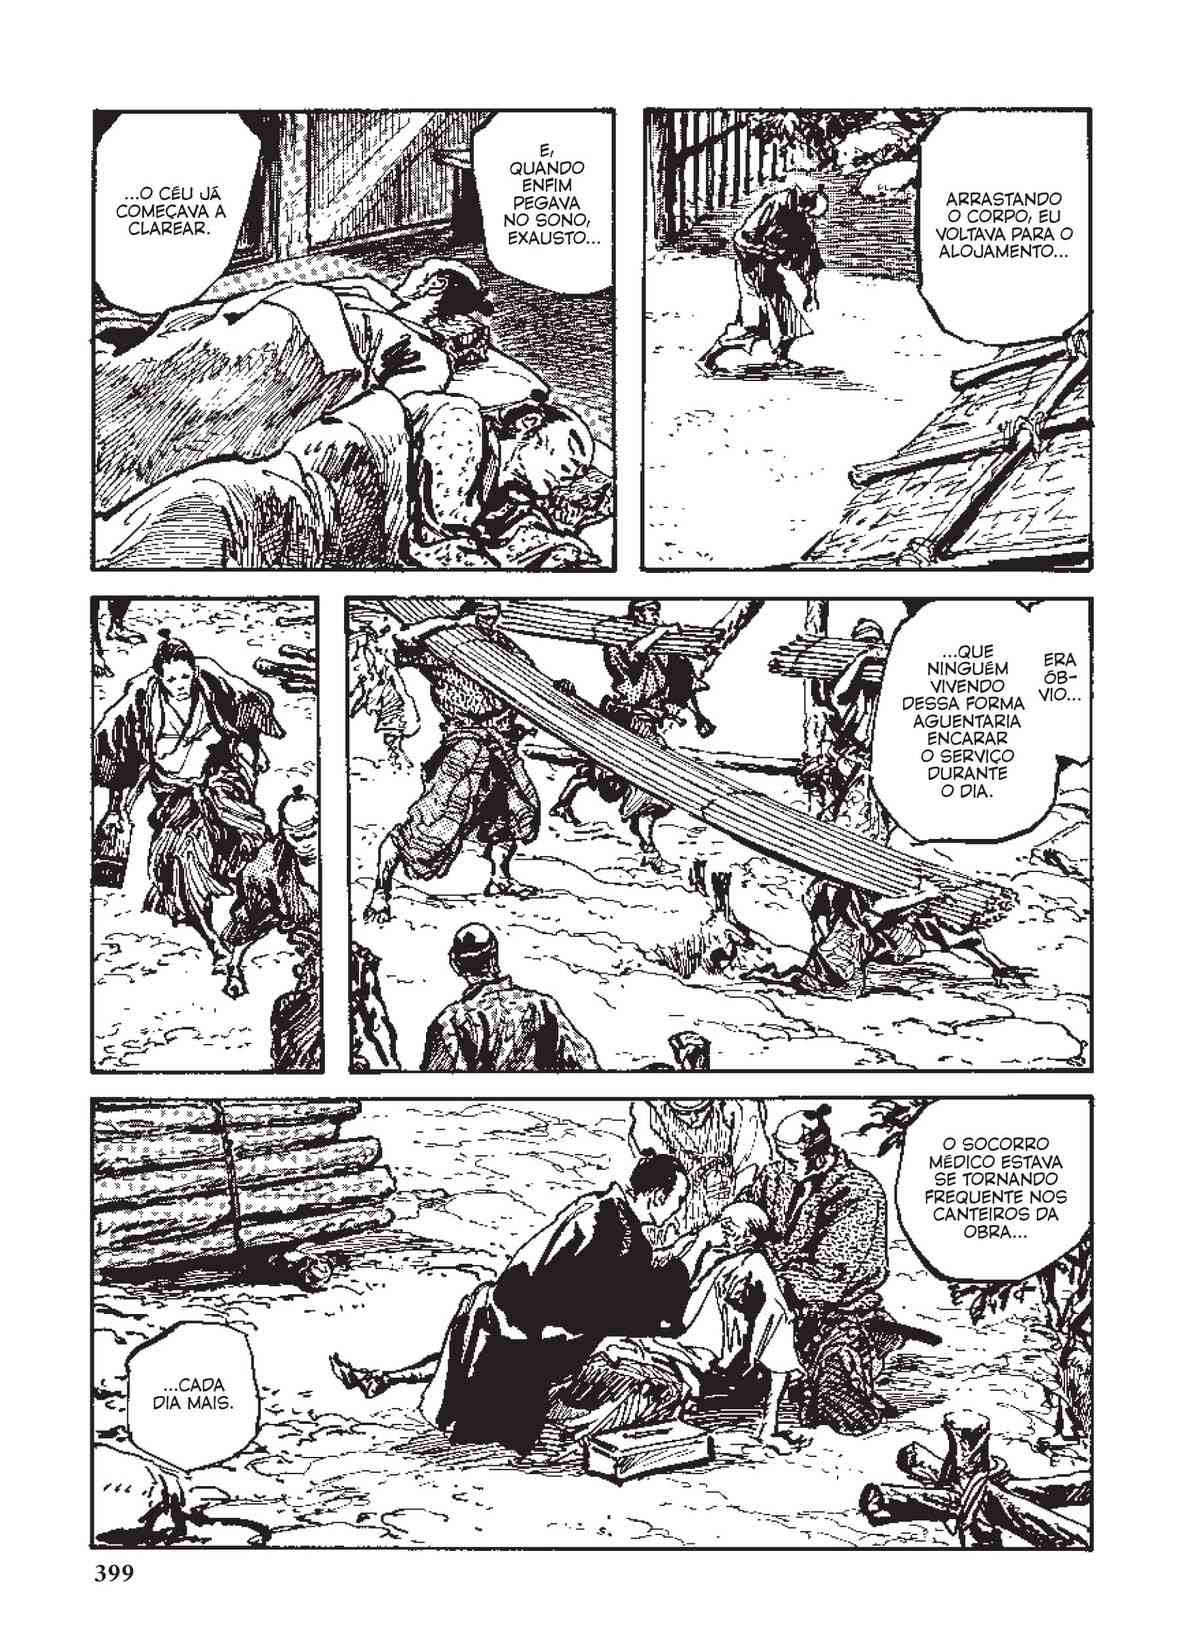 ARRASTANDO
O CORPO, EU
VOLTAVA PARA O
ALOJAMENTO...
E,
QUANDO
ENFIM
PEGAVA
NO SONO,
EXAUSTO...
...O CÉU JÁ
COMEÇAVA A
CLAREAR.
ERA
ÓB-
VIO...
...QUE
NINGUÉM
VIVENDO
DESSA FORMA
AGUENTARIA
ENCARAR
O SERVIÇO
DURANTE
O DIA.
O SOCORRO
MÉDICO ESTAVA
SE TORNANDO
FREQUENTE NOS
CANTEIROS DA
OBRA...
...CADA
DIA MAIS.
399